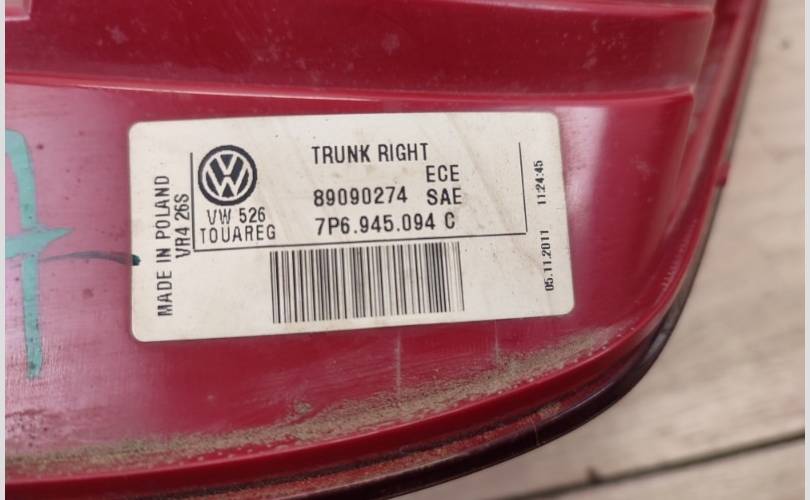 TRUNK RIGHT
ECE
89090274 SAE
7P6.945.094 C
VW 526
TOUAREG
MADE IN POLAND
VR4 26S
05.11.2011 11:24:45